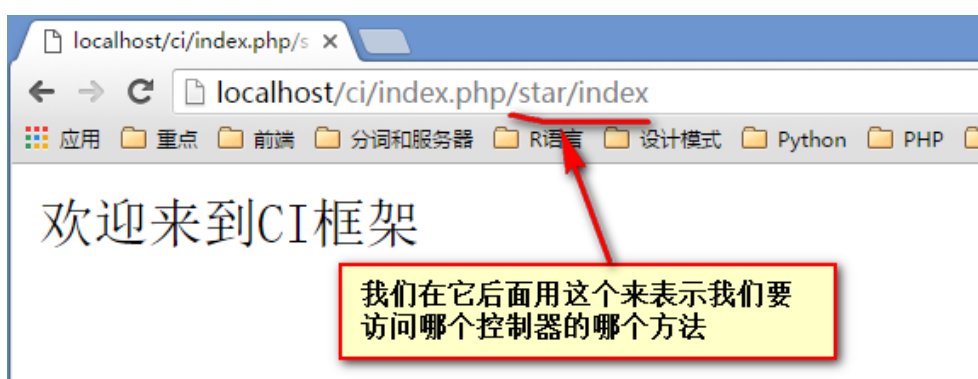 localhost/ci/index.php/s
localhost/ci/index.php/star/index
应用 重点 前端 分词和服务器 R语言 设计模式 Python PHP
欢迎来到CI框架
我们在它后面用这个来表示我们要
访问哪个控制器的哪个方法